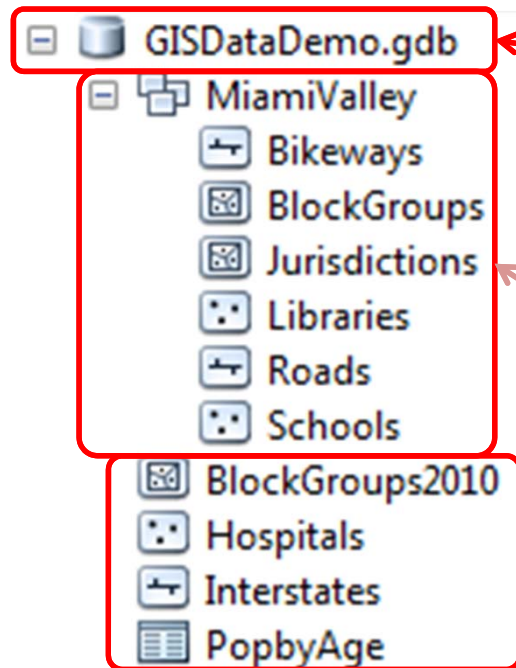 GISDataDemo.gdb
MiamiValley
Bikeways
BlockGroups
Jurisdictions
Libraries
Roads
Schools
BlockGroups2010
Hospitals
Interstates
PopbyAge